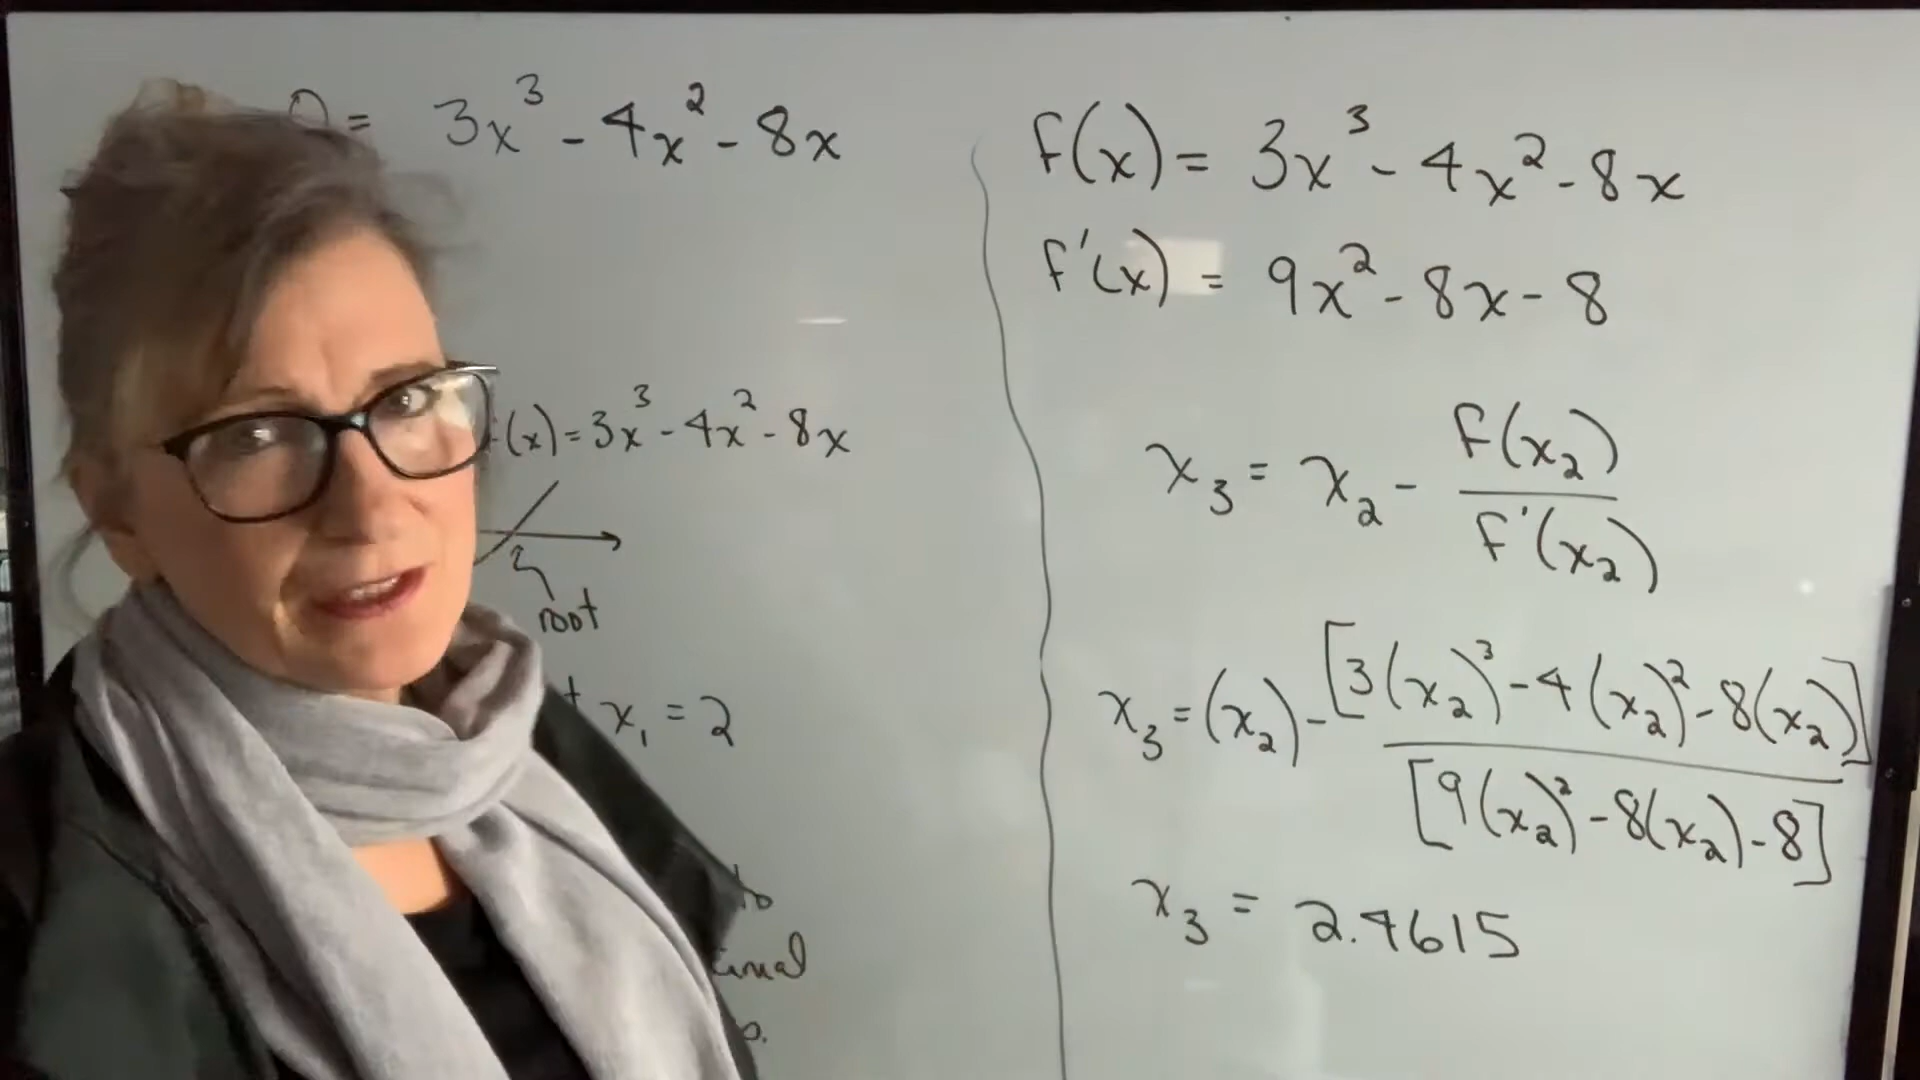 0 = 3x³ - 4x² - 8x
f(x) = 3x³ - 4x² - 8x
root
x₁ = 2
to
f(x) = 3x³ - 4x² - 8x
f'(x) = 9x² - 8x - 8
x₃ = x₂ - f(x₂) / f'(x₂)
x₃ = (x₂) - [3(x₂)³ - 4(x₂)² - 8(x₂)] / [9(x₂)² - 8(x₂) - 8]
x₃ = 2.4615